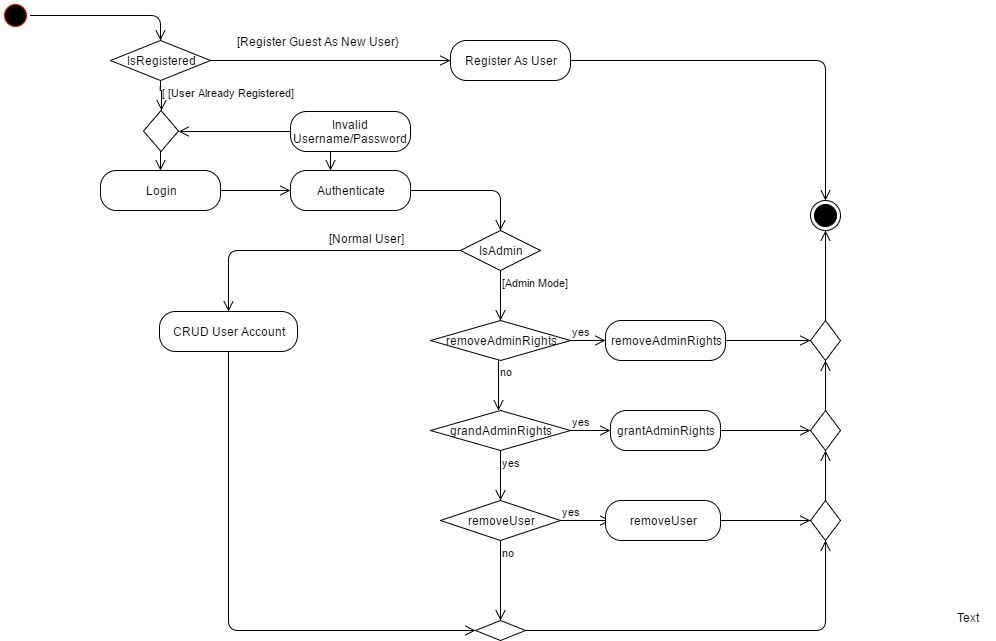 [Register Guest As New User}
IsRegistered
Register As User
[ [User Already Registered]
Invalid
Username/Password
Login
Authenticate
[Normal User]
IsAdmin
[Admin Mode]
CRUD User Account
removeAdminRights
yes
removeAdminRights
no
grandAdminRights
yes
grantAdminRights
yes
removeUser
yes
removeUser
no
Text